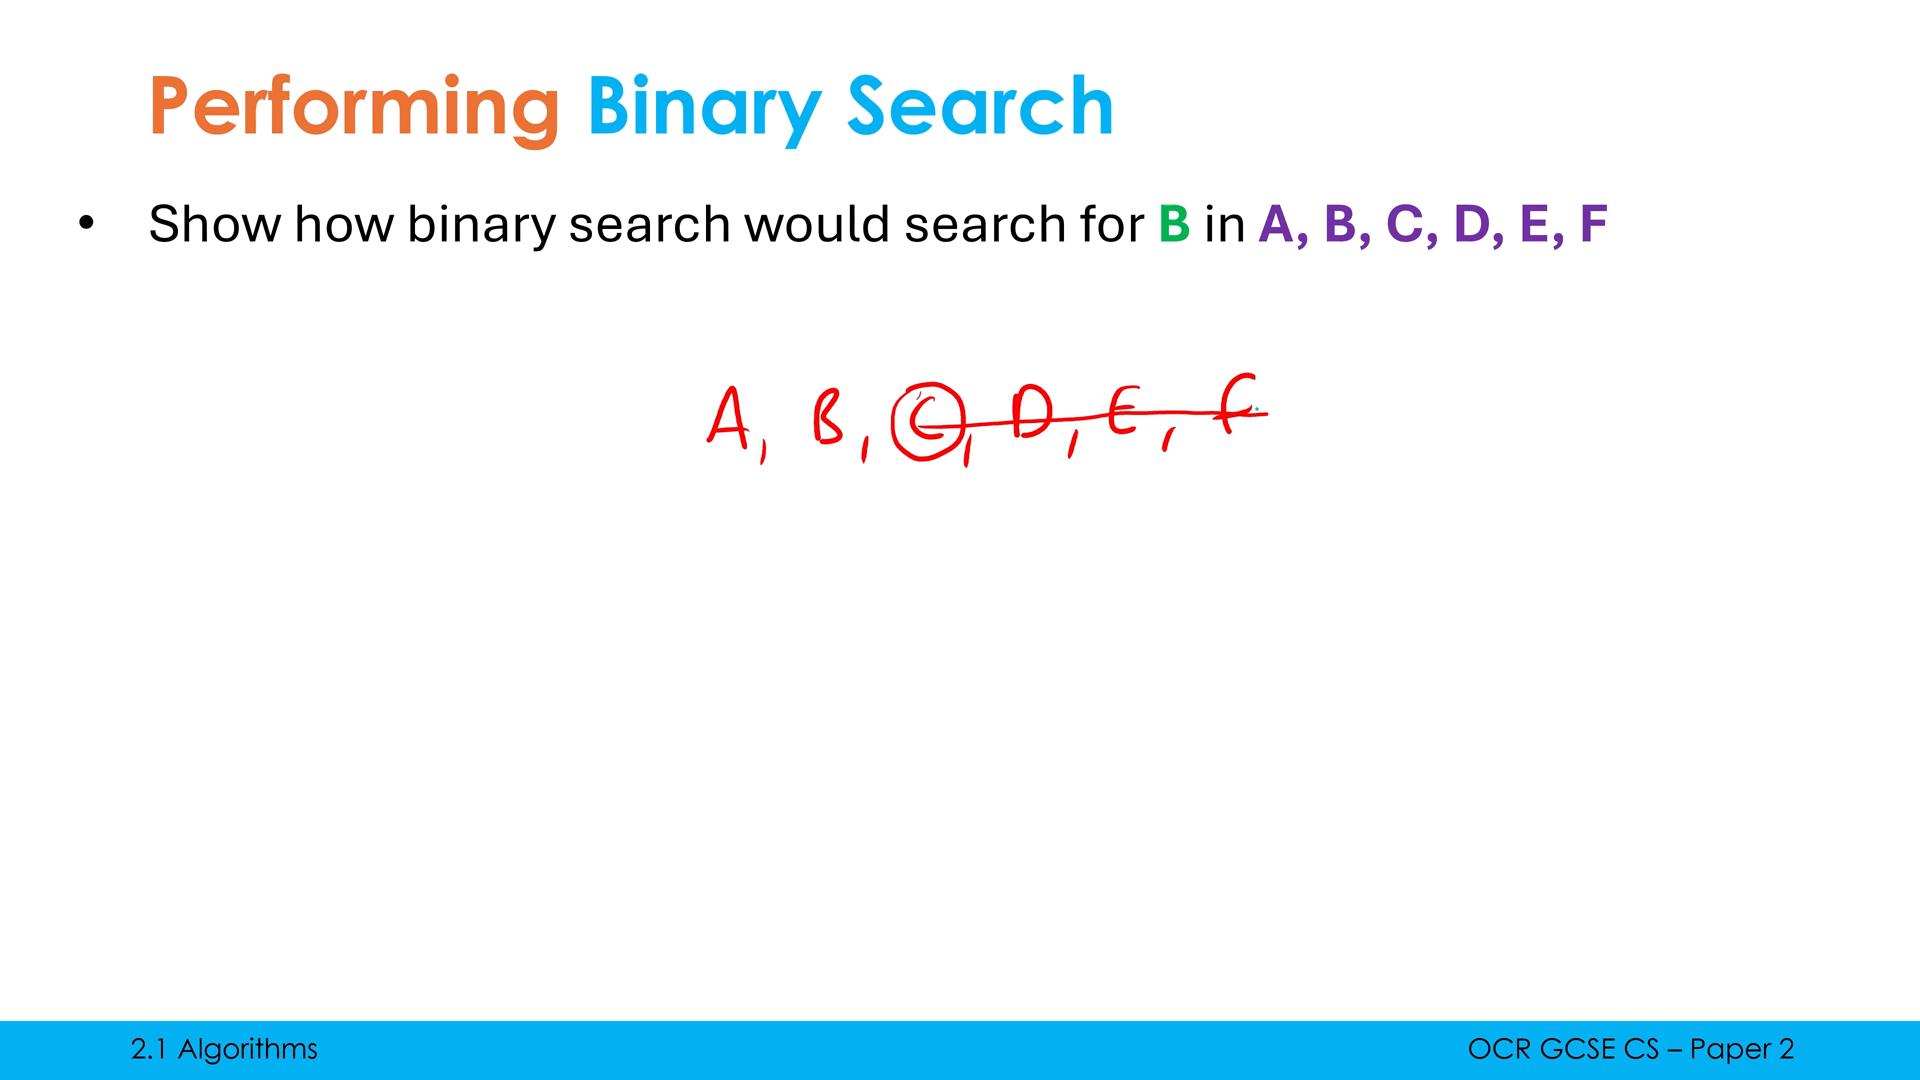 Performing Binary Search
• Show how binary search would search for B in A, B, C, D, E, F
A, B, C, D, E, F
2.1 Algorithms
OCR GCSE CS – Paper 2